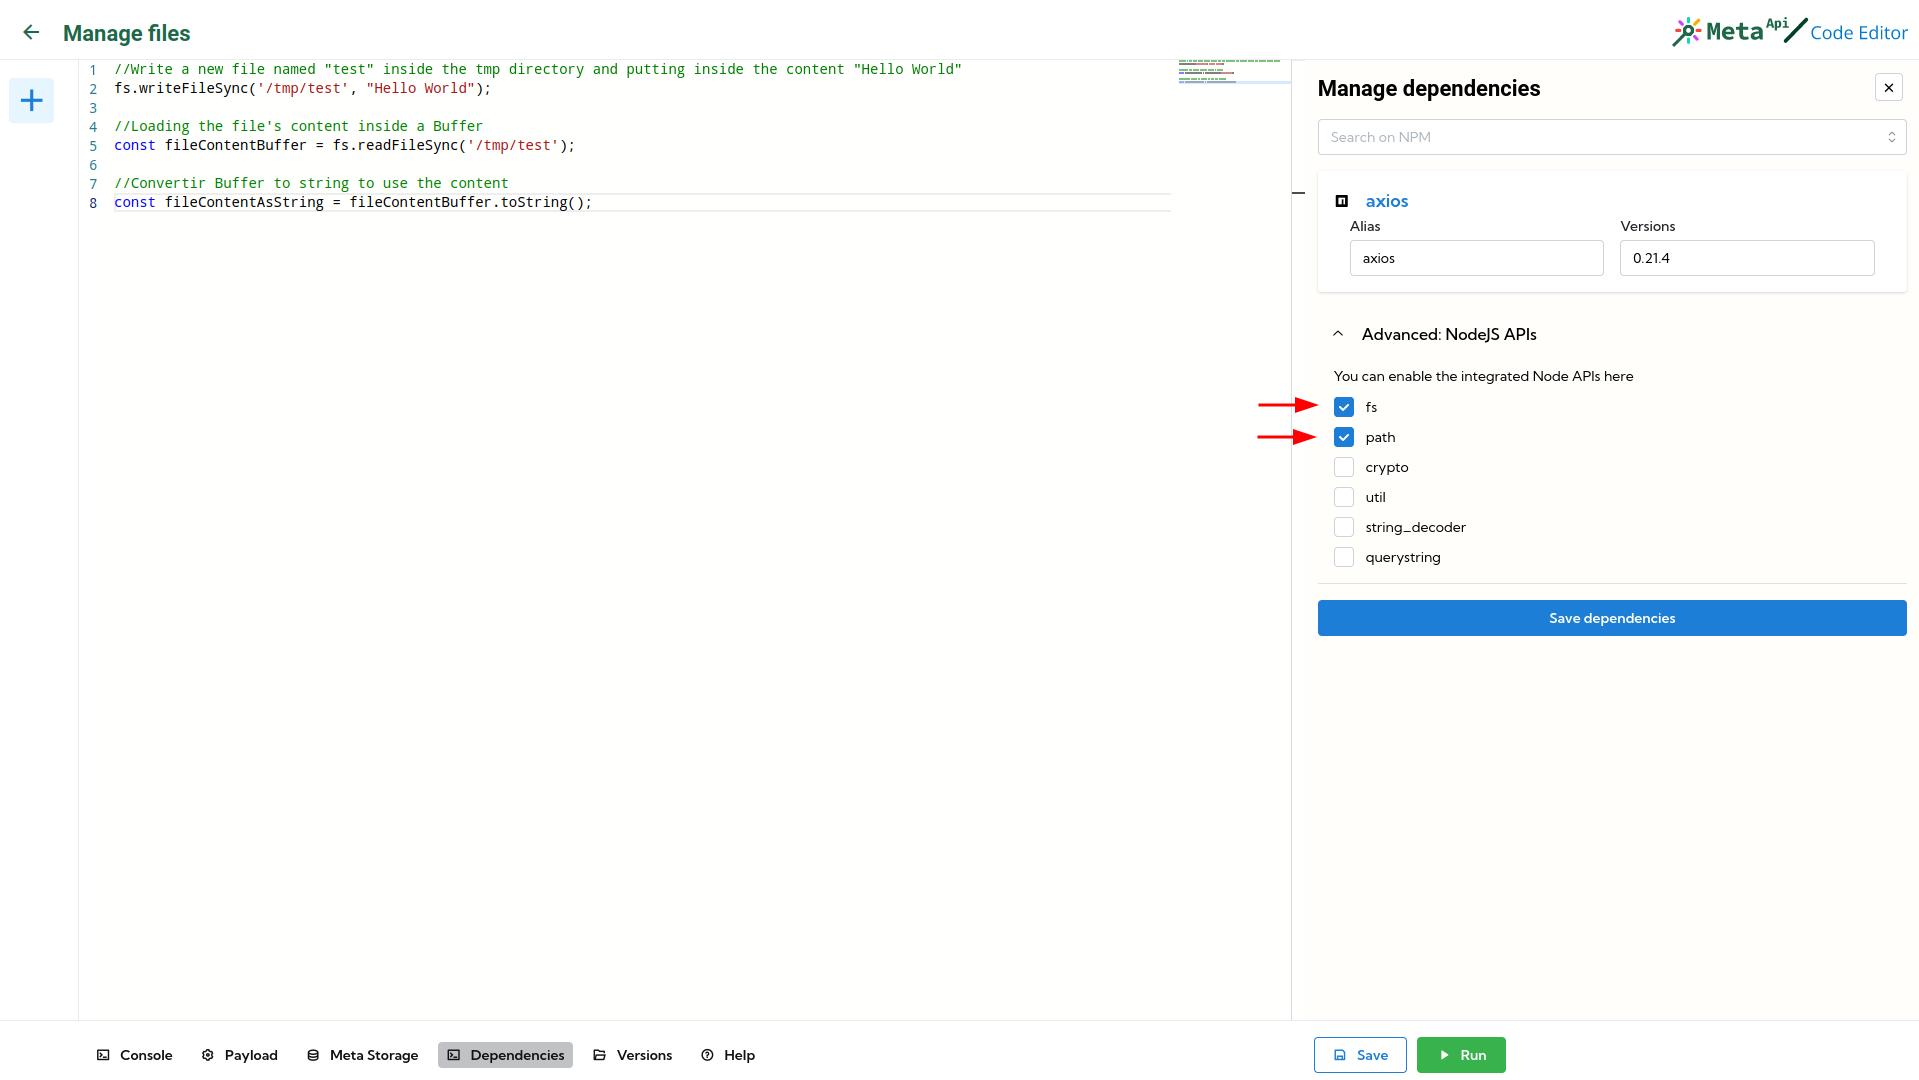 Manage files
Meta Api Code Editor
1 //Write a new file named "test" inside the tmp directory and putting inside the content "Hello World"
2 fs.writeFileSync('/tmp/test', "Hello World");
3
4 //Loading the file's content inside a Buffer
5 const fileContentBuffer = fs.readFileSync('/tmp/test');
6
7 //Convertir Buffer to string to use the content
8 const fileContentAsString = fileContentBuffer.toString();
Manage dependencies
Search on NPM
axios
Alias Versions
axios 0.21.4
Advanced: NodeJS APIs
You can enable the integrated Node APIs here
fs
path
crypto
util
string_decoder
querystring
Save dependencies
Console Payload Meta Storage Dependencies Versions Help Save Run